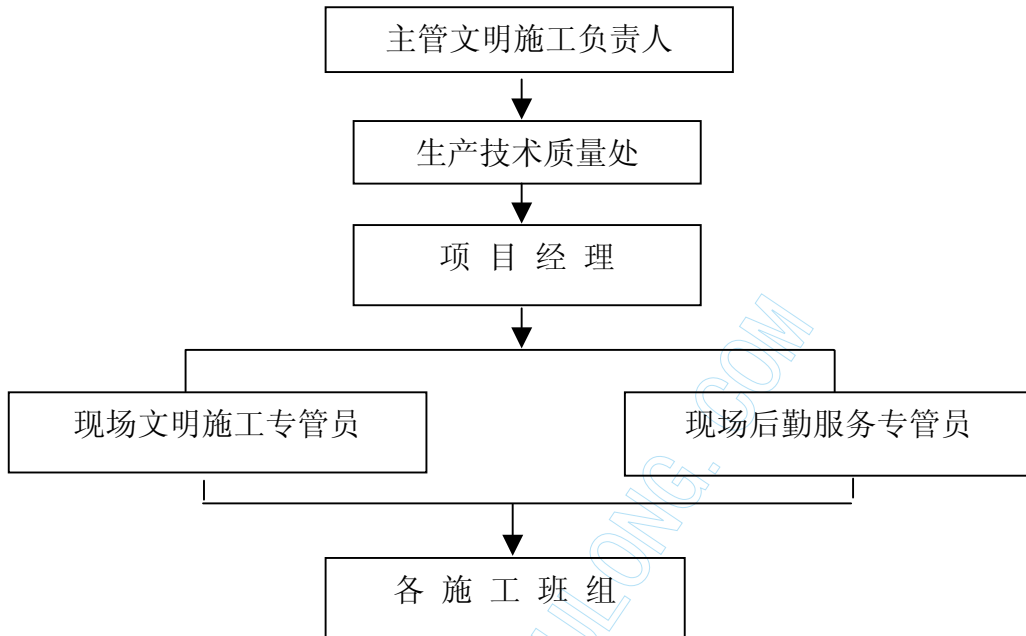 主管文明施工负责人
生产技术质量处
项 目 经 理
现场文明施工专管员
现场后勤服务专管员
各 施 工 班 组
ULONG.COM